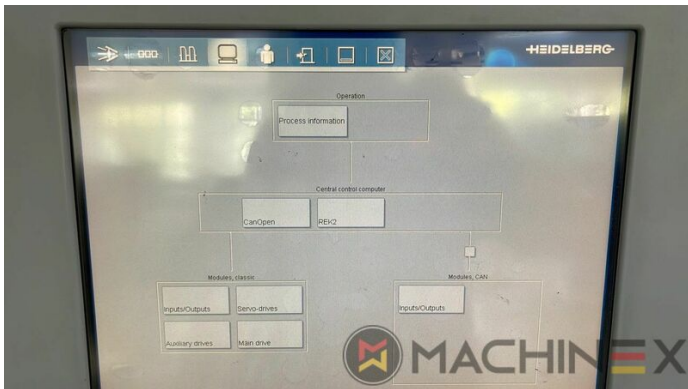 -HEIDELBERG-
Operation
Process information
Central control computer
CanOpen
REK2
Modules, classic
Modules, CAN
Inputs/Outputs
Servo-drives
Inputs/Outputs
Auxiliary drives
Main drive
MACHINEX